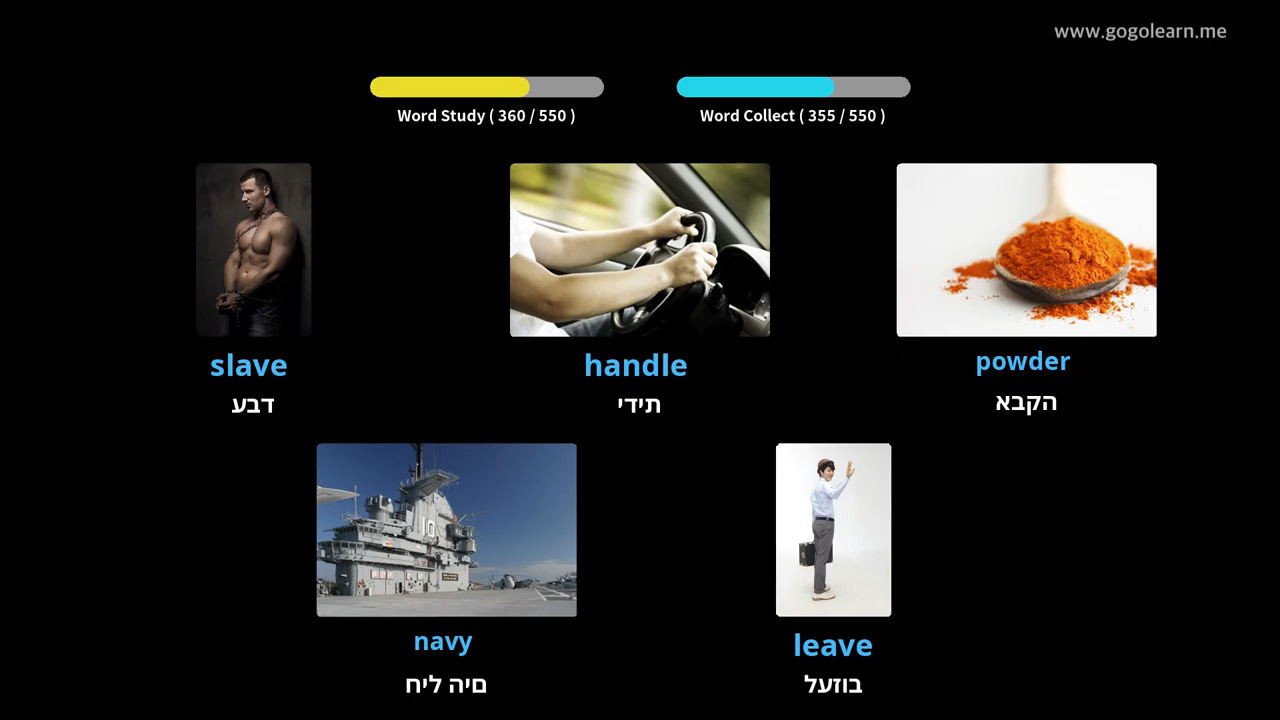 www.gogolearn.me
Word Study ( 360 / 550 )
Word Collect ( 355 / 550 )
slave
דבע
handle
תידי
powder
הקבא
navy
םיה ליח
leave
בוזעל